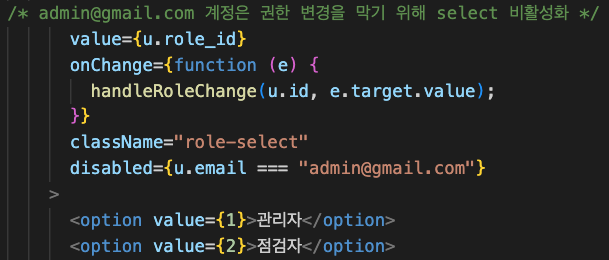 /* admin@gmail.com 계정은 권한 변경을 막기 위해 select 비활성화 */
value={u.role_id}
onChange={function (e) {
handleRoleChange(u.id, e.target.value);
}}
className="role-select"
disabled={u.email === "admin@gmail.com"}
>
<option value={1}>관리자</option>
<option value={2}>점검자</option>